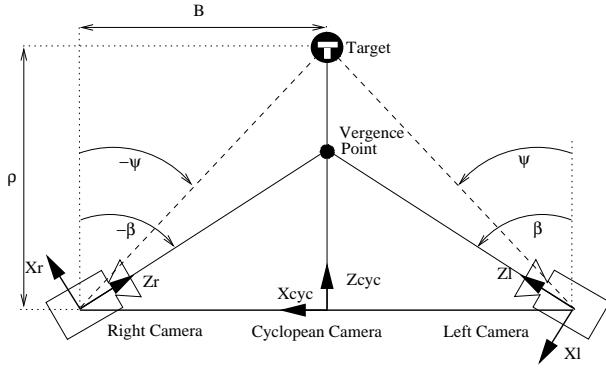 B
Target
Vergence
Point
−ψ
ψ
ρ
−β
β
Xr
Zr
Zcyc
Xcyc
Zl
Xl
Right Camera
Cyclopean Camera
Left Camera